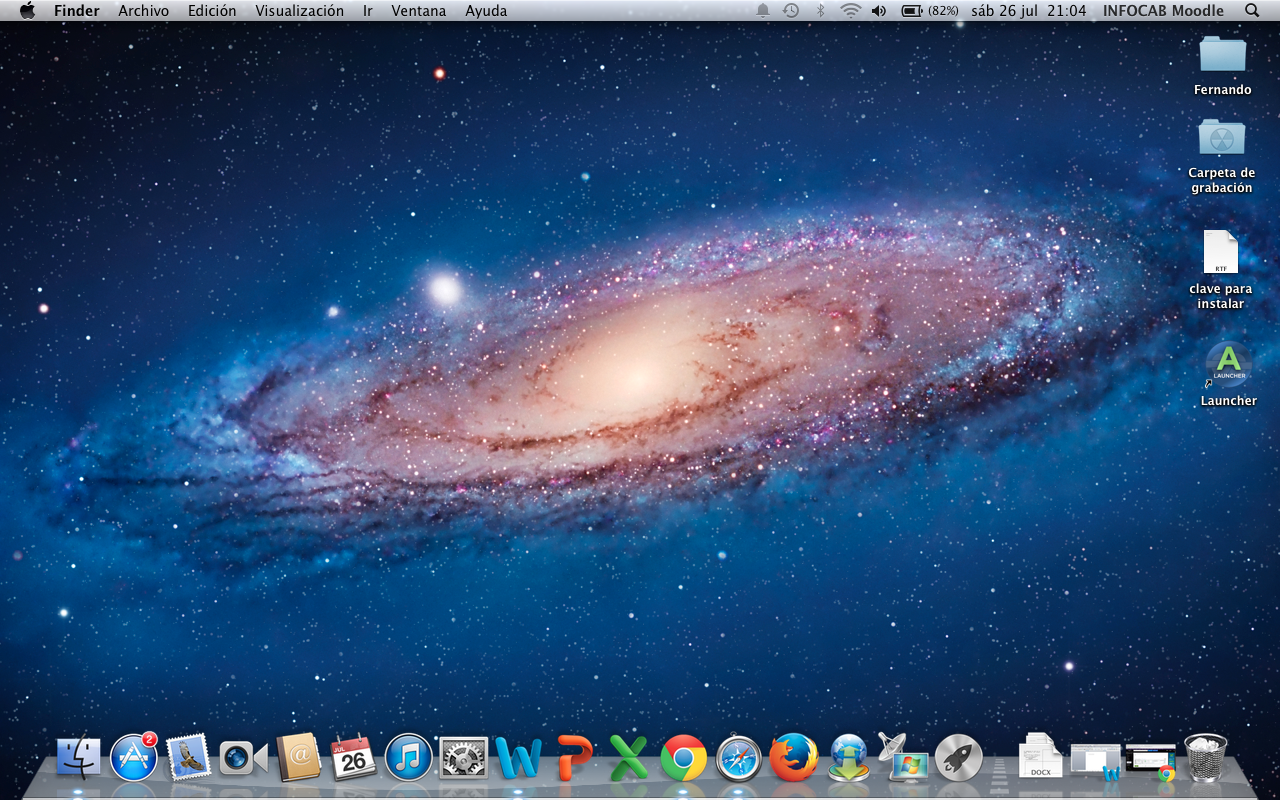 Finder Archivo Edición Visualización Ir Ventana Ayuda (82%) sáb 26 jul 21:04 INFOCAB Moodle
Fernando
Carpeta de
grabación
RTF
clave para
instalar
A
LAUNCHER
Launcher
2
JUL
26
@
W
P
X
DOCX
W